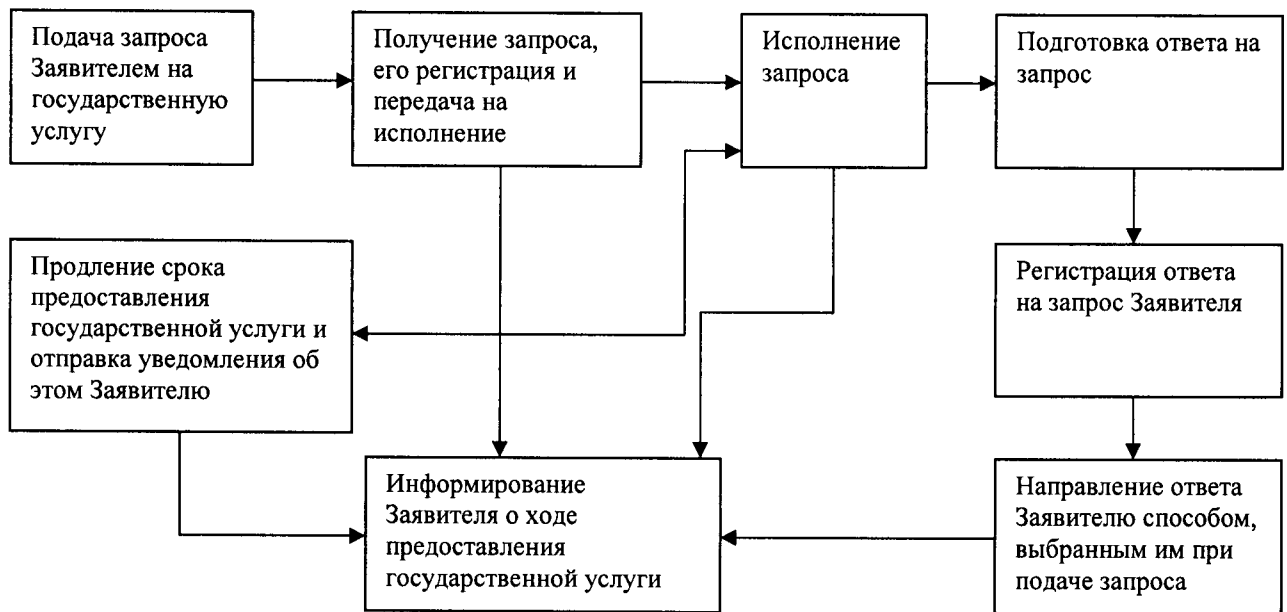 Подача запроса
Заявителем на
государственную
услугу
Получение запроса,
его регистрация и
передача на
исполнение
Исполнение
запроса
Подготовка ответа на
запрос
Продление срока
предоставления
государственной услуги и
отправка уведомления об
этом Заявителю
Регистрация ответа
на запрос Заявителя
Информирование
Заявителя о ходе
предоставления
государственной услуги
Направление ответа
Заявителю способом,
выбранным им при
подаче запроса